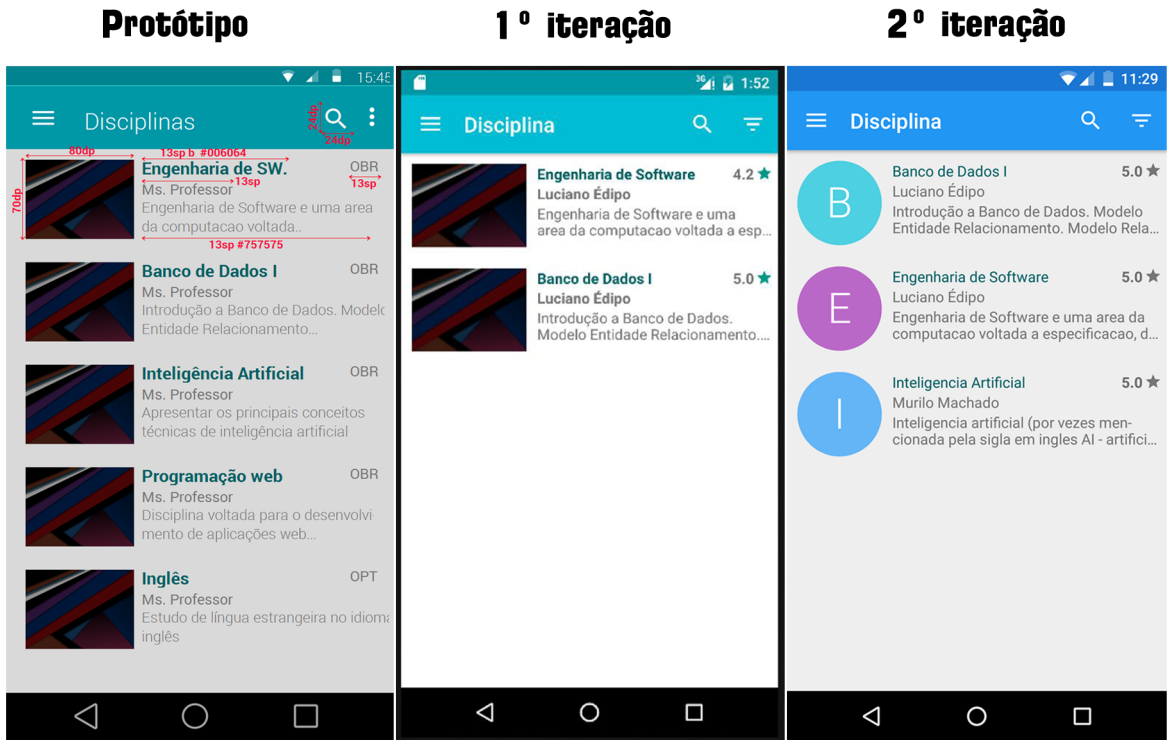 Protótipo
15:45
Disciplinas
24dp
24dp
80dp
13sp b #006064
70dp
Engenharia de SW.
OBR
13sp
13sp
Ms. Professor
Engenharia de Software e uma area
da computacao voltada..
13sp #757575
Banco de Dados I
OBR
Ms. Professor
Introdução a Banco de Dados. Modelo
Entidade Relacionamento...
Inteligência Artificial
OBR
Ms. Professor
Apresentar os principais conceitos
técnicas de inteligência artificial
Programação web
OBR
Ms. Professor
Disciplina voltada para o desenvolvi-
mento de aplicações web...
Inglês
OPT
Ms. Professor
Estudo de língua estrangeira no idioma
inglês
1º iteração
3G
1:52
Disciplina
Engenharia de Software
4.2 ★
Luciano Édipo
Engenharia de Software e uma
area da computacao voltada a esp...
Banco de Dados I
5.0 ★
Luciano Édipo
Introdução a Banco de Dados.
Modelo Entidade Relacionamento....
2º iteração
11:29
Disciplina
B
Banco de Dados I
5.0 ★
Luciano Édipo
Introdução a Banco de Dados. Modelo
Entidade Relacionamento. Modelo Rela...
E
Engenharia de Software
5.0 ★
Luciano Édipo
Engenharia de Software e uma area da
computacao voltada a especificacao, d...
I
Inteligencia Artificial
5.0 ★
Murilo Machado
Inteligencia artificial (por vezes men-
cionada pela sigla em ingles AI - artifici...